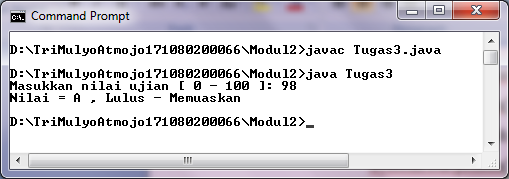 Command Prompt
D:\TriMulyoAtmojo171080200066\Modul2>javac Tugas3.java
D:\TriMulyoAtmojo171080200066\Modul2>java Tugas3
Masukkan nilai ujian [ 0 - 100 ]: 98
Nilai = A , Lulus - Memuaskan
D:\TriMulyoAtmojo171080200066\Modul2>_